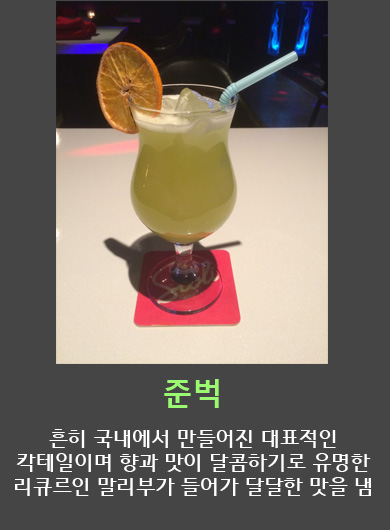 준벅
흔히 국내에서 만들어진 대표적인
칵테일이며 향과 맛이 달콤하기로 유명한
리큐르인 말리부가 들어가 달달한 맛을 냄